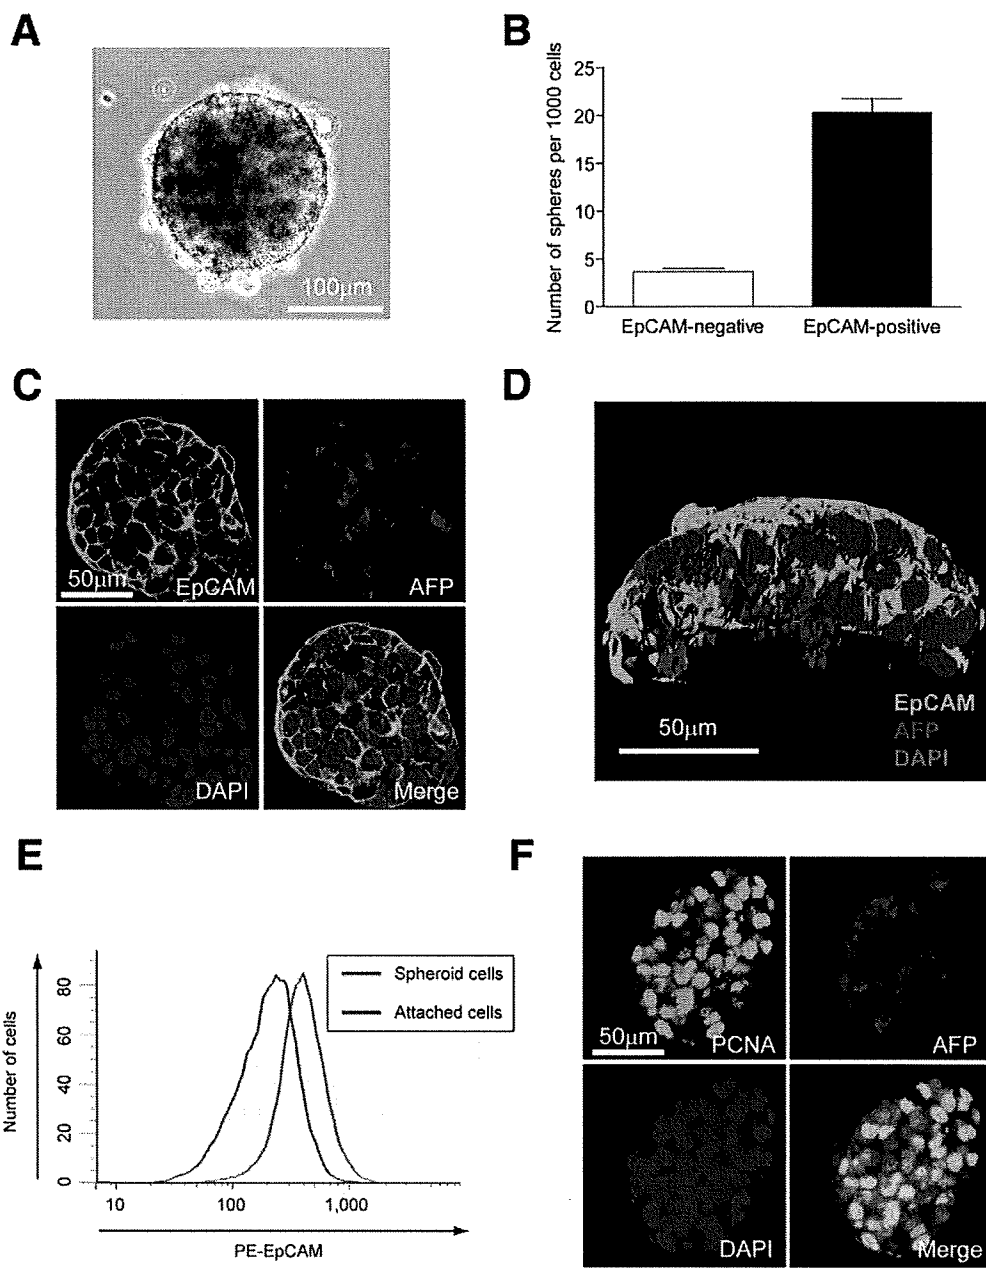 A
100μm
B
Number of spheres per 1000 cells
25
20
15
10
5
0
EpCAM-negative
EpCAM-positive
C
50μm
EpCAM
AFP
DAPI
Merge
D
50μm
EpCAM
AFP
DAPI
E
Number of cells
80
60
40
20
0
10
100
1,000
PE-EpCAM
Spheroid cells
Attached cells
F
50μm
PCNA
AFP
DAPI
Merge